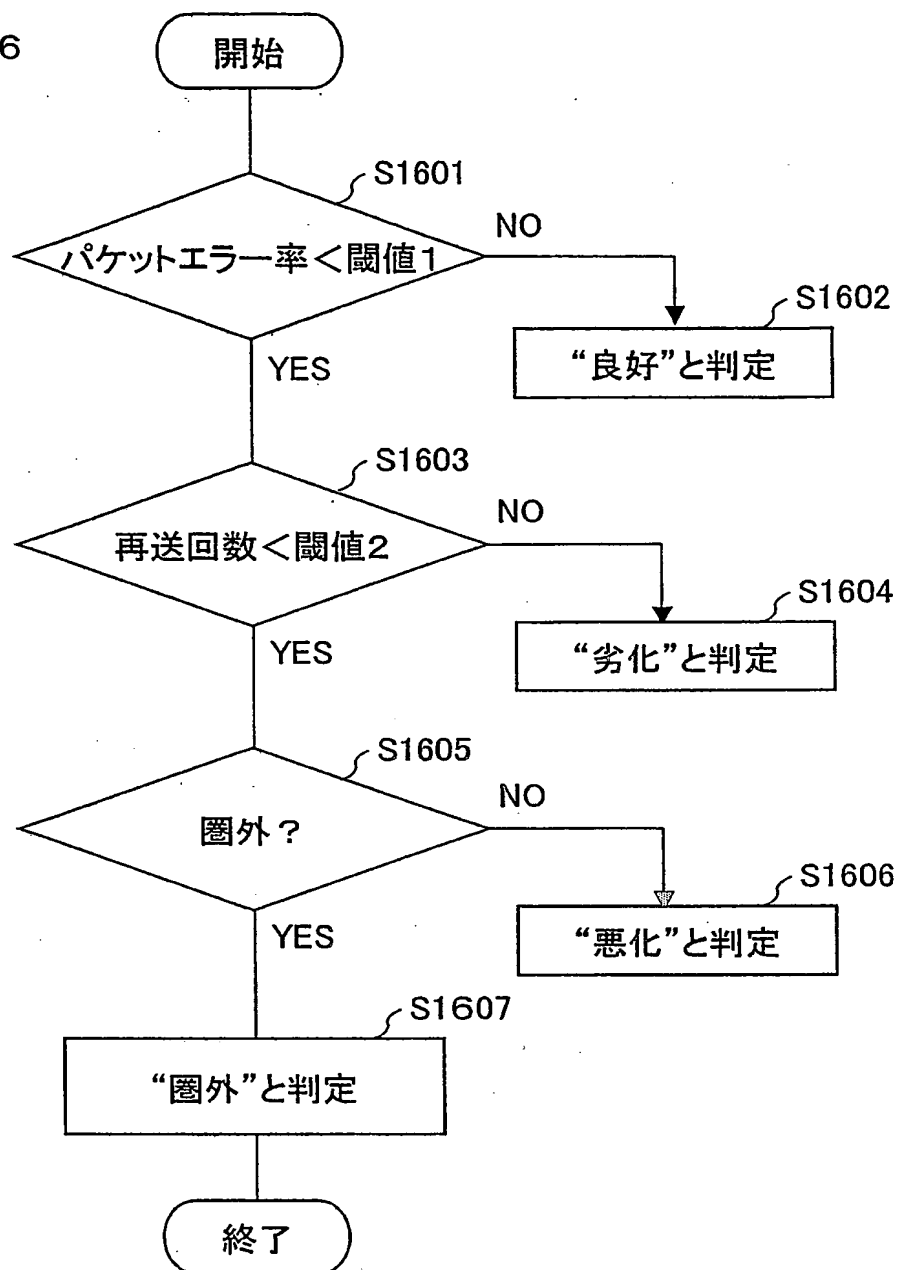 6
開始
S1601
パケットエラー率<閾値1
NO
S1602
“良好”と判定
YES
S1603
再送回数<閾値2
NO
S1604
“劣化”と判定
YES
S1605
圏外?
NO
S1606
“悪化”と判定
YES
S1607
“圏外”と判定
終了